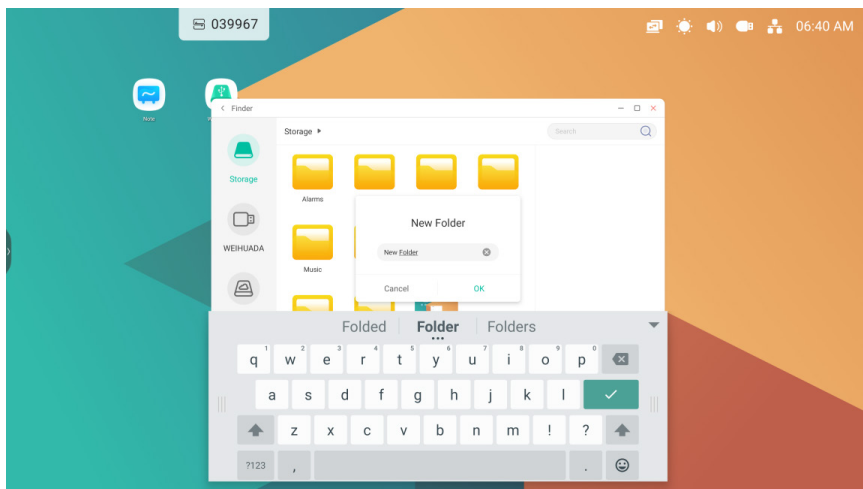 039967
06:40 AM
Note
Finder
Storage
Search
Storage
Alarms
New Folder
New Folder
WEIHUADA
Music
Cancel OK
Folded Folder Folders
q 1 w 2 e 3 r 4 t 5 y 6 u 7 i 8 o 9 p 0
a s d f g h j k l
z x c v b n m ! ?
?123 , .